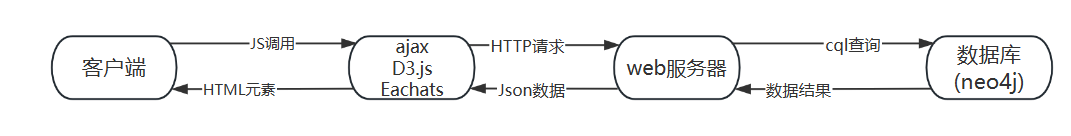 客户端
JS调用
HTML元素
ajax
D3.js
Eachats
HTTP请求
Json数据
web服务器
cql查询
数据结果
数据库
(neo4j)